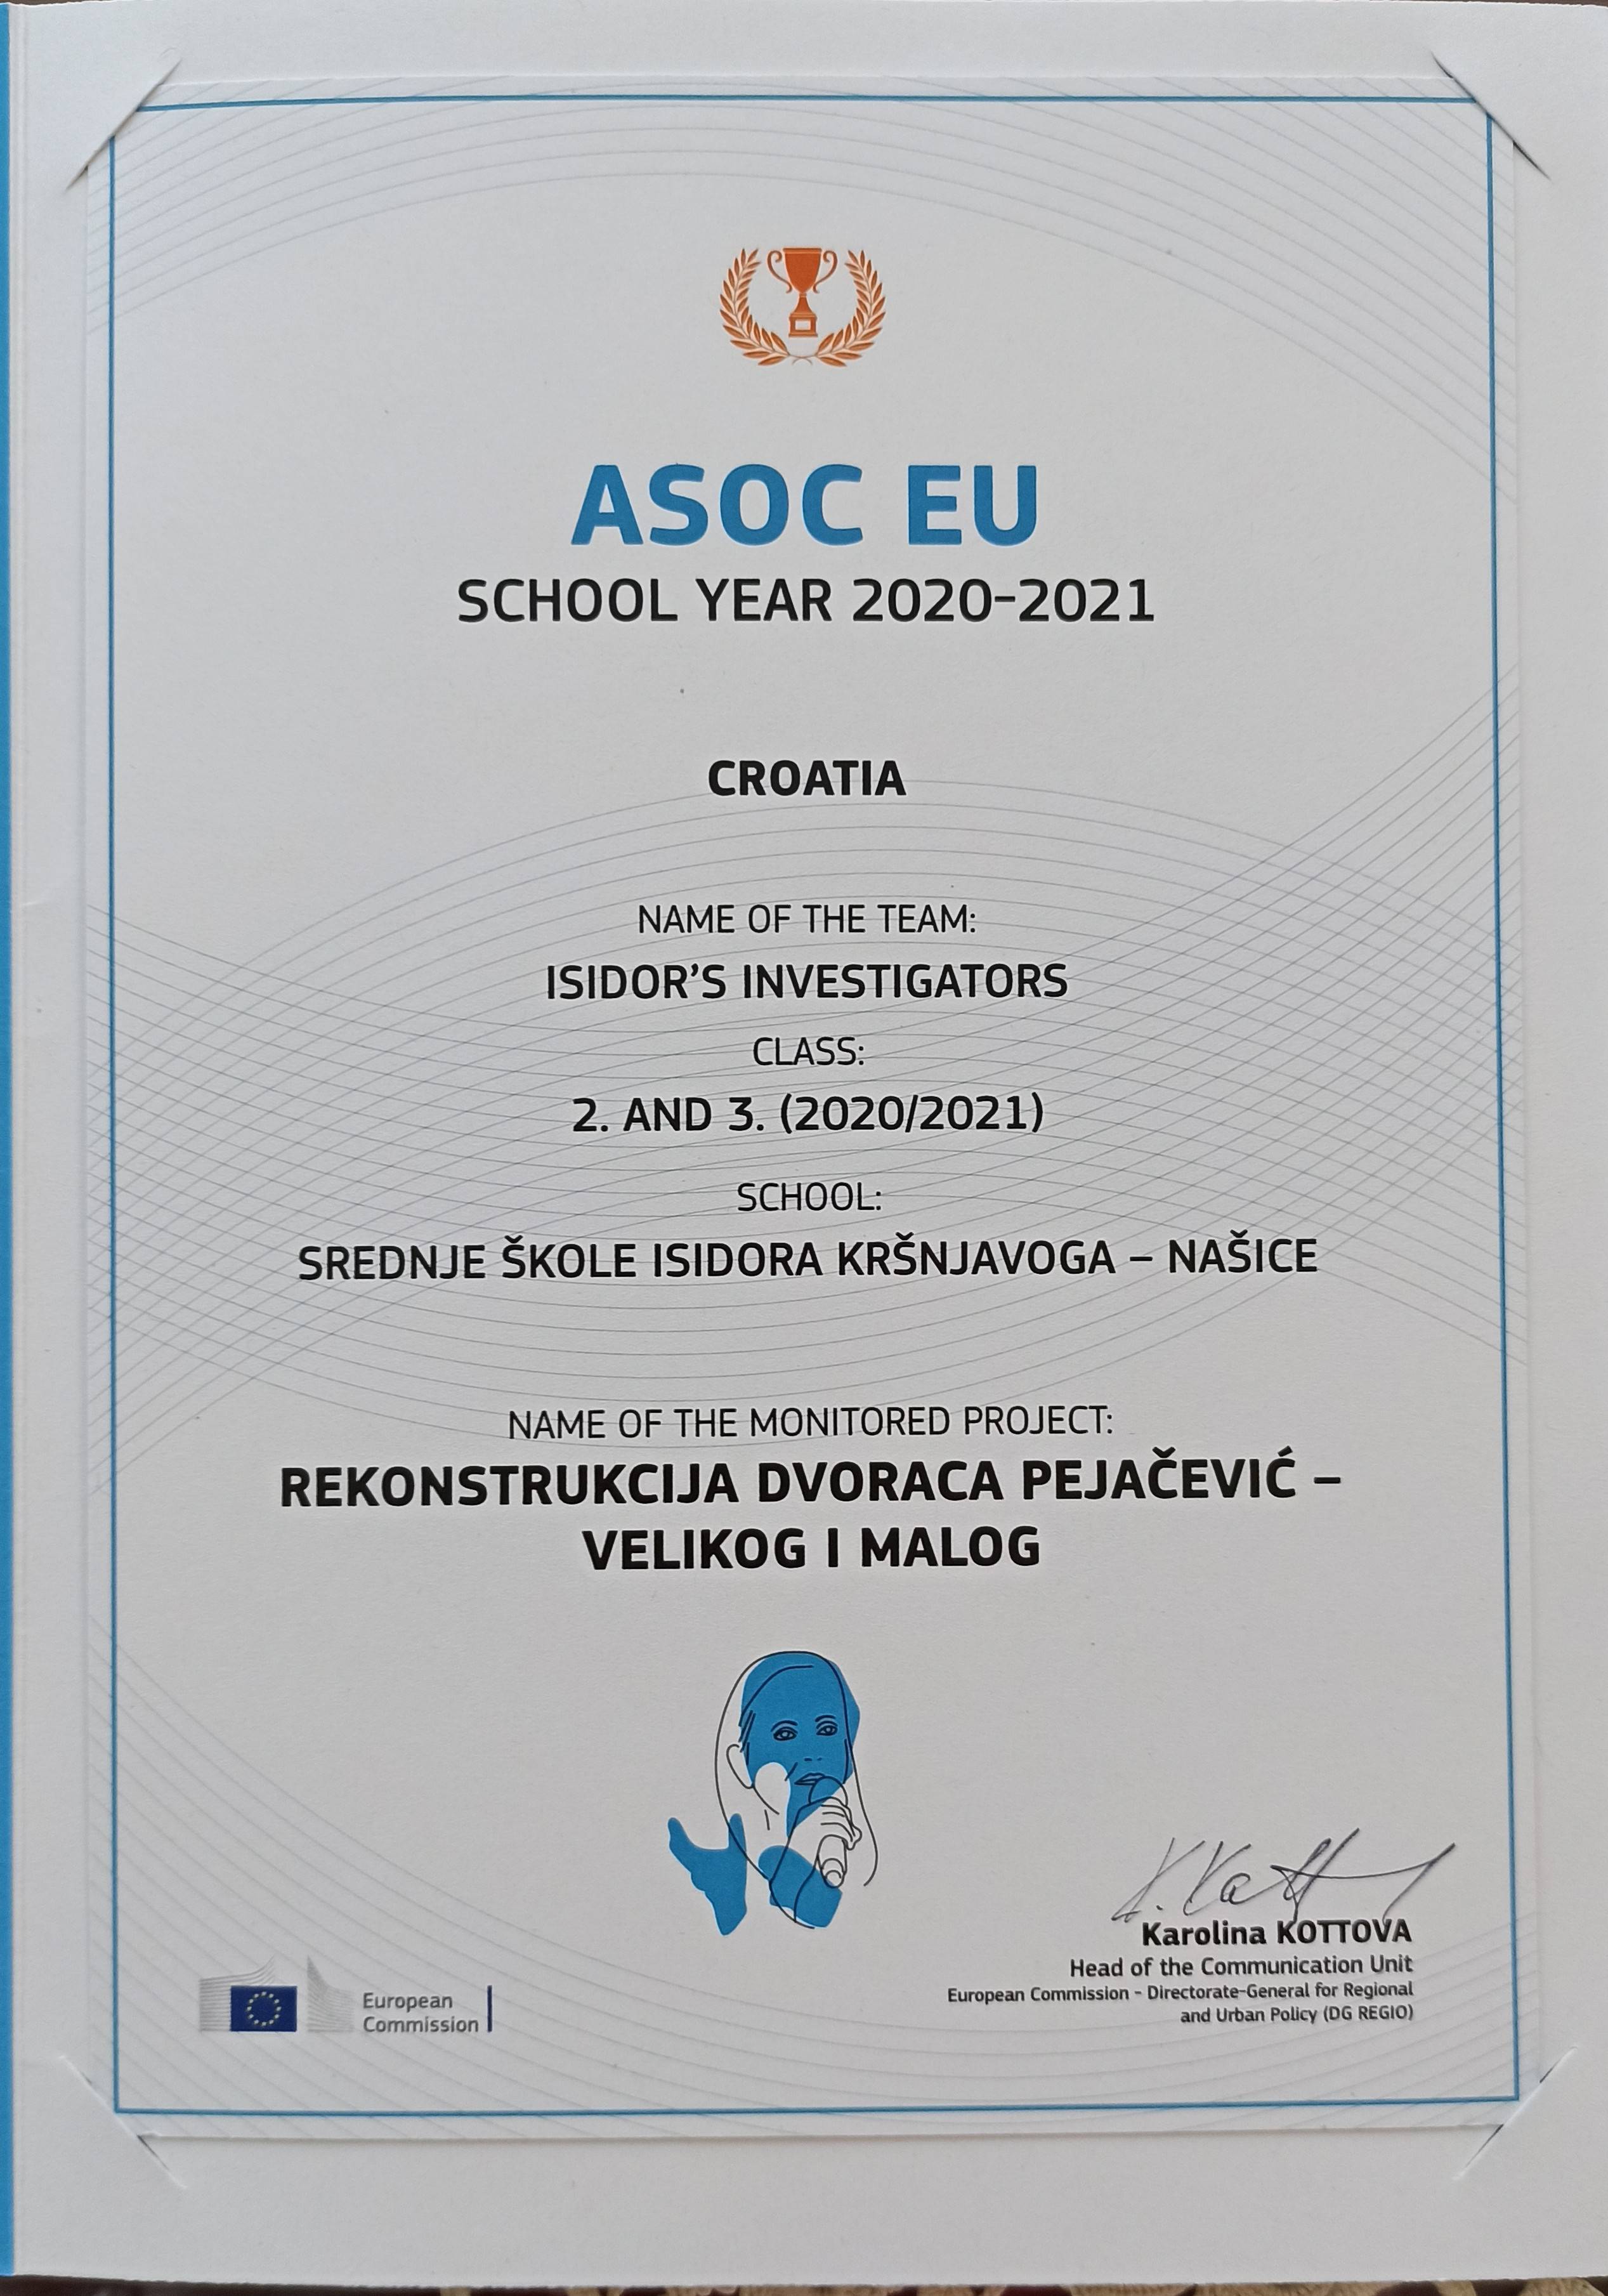 ASOC EU
SCHOOL YEAR 2020-2021
CROATIA
NAME OF THE TEAM:
ISIDOR'S INVESTIGATORS
CLASS:
2. AND 3. (2020/2021)
SCHOOL:
SREDNJE ŠKOLE ISIDORA KRŠNJAVOGA – NAŠICE
NAME OF THE MONITORED PROJECT:
REKONSTRUKCIJA DVORACA PEJAČEVIĆ –
VELIKOG I MALOG
Karolina KOTTOVA
Head of the Communication Unit
European Commission - Directorate-General for Regional
and Urban Policy (DG REGIO)
European
Commission